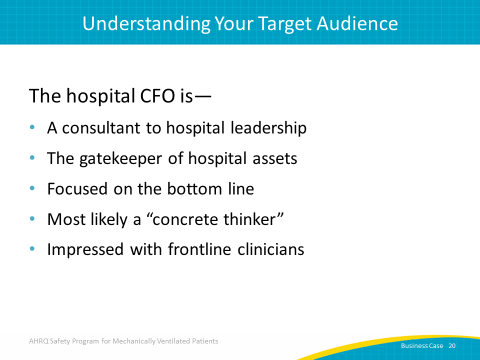 Understanding Your Target Audience
The hospital CFO is—
• A consultant to hospital leadership
• The gatekeeper of hospital assets
• Focused on the bottom line
• Most likely a “concrete thinker”
• Impressed with frontline clinicians
AHRQ Safety Program for Mechanically Ventilated Patients
Business Case 20